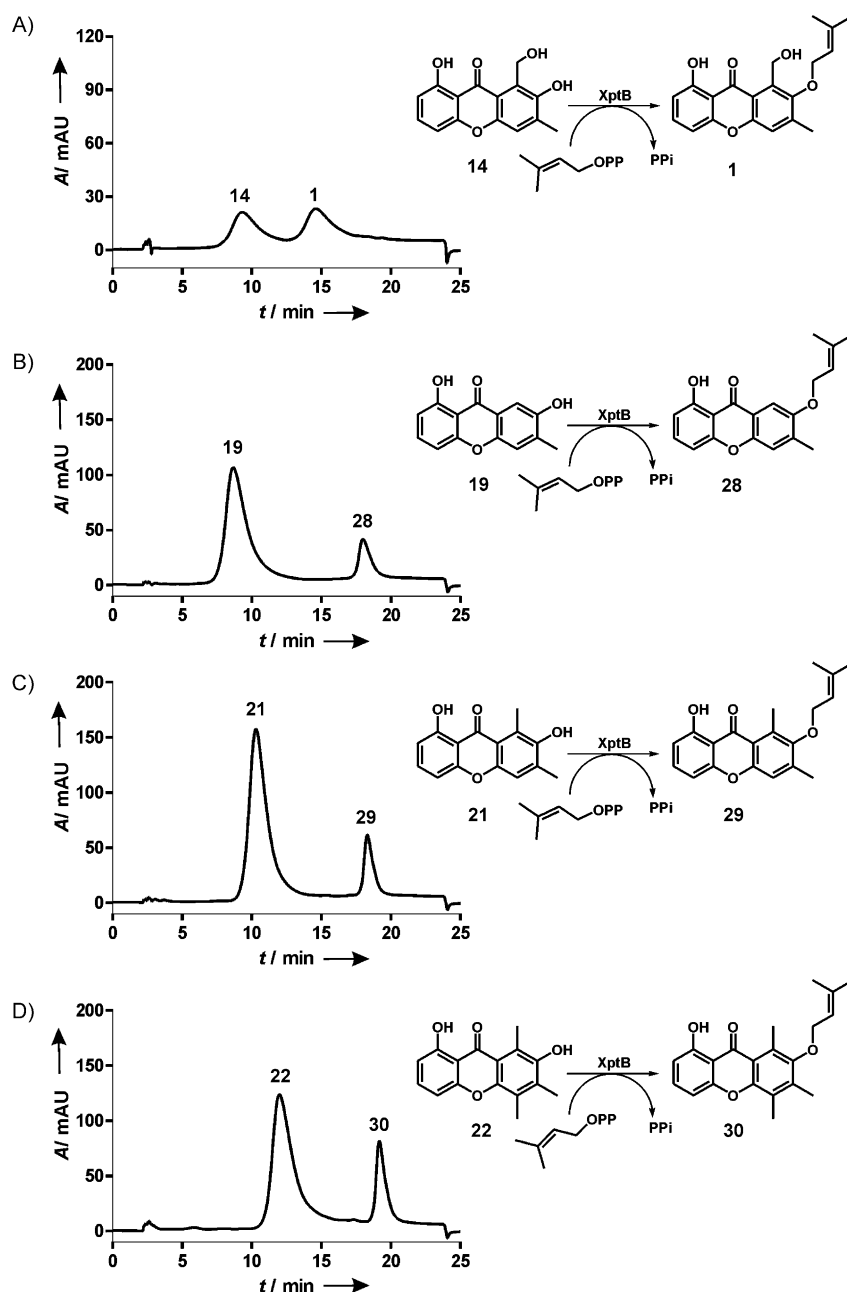 A)
A/ mAU
120
90
60
30
0
14
1
0 5 10 15 20 25
t / min
OH O OH OH
O
14
XptB
OPP
PPi
OH O OH O
O
1
B)
A/ mAU
200
150
100
50
0
19
28
0 5 10 15 20 25
t / min
OH O OH
O
19
XptB
OPP
PPi
OH O O
O
28
C)
A/ mAU
200
150
100
50
0
21
29
0 5 10 15 20 25
t / min
OH O OH
O
21
XptB
OPP
PPi
OH O O
O
29
D)
A/ mAU
200
150
100
50
0
22
30
0 5 10 15 20 25
t / min
OH O OH
O
22
XptB
OPP
PPi
OH O O
O
30